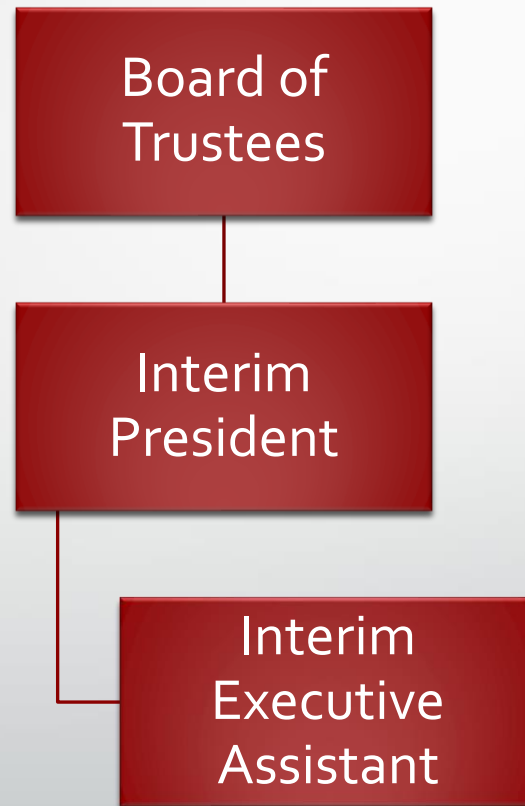 Board of
Trustees
Interim
President
Interim
Executive
Assistant